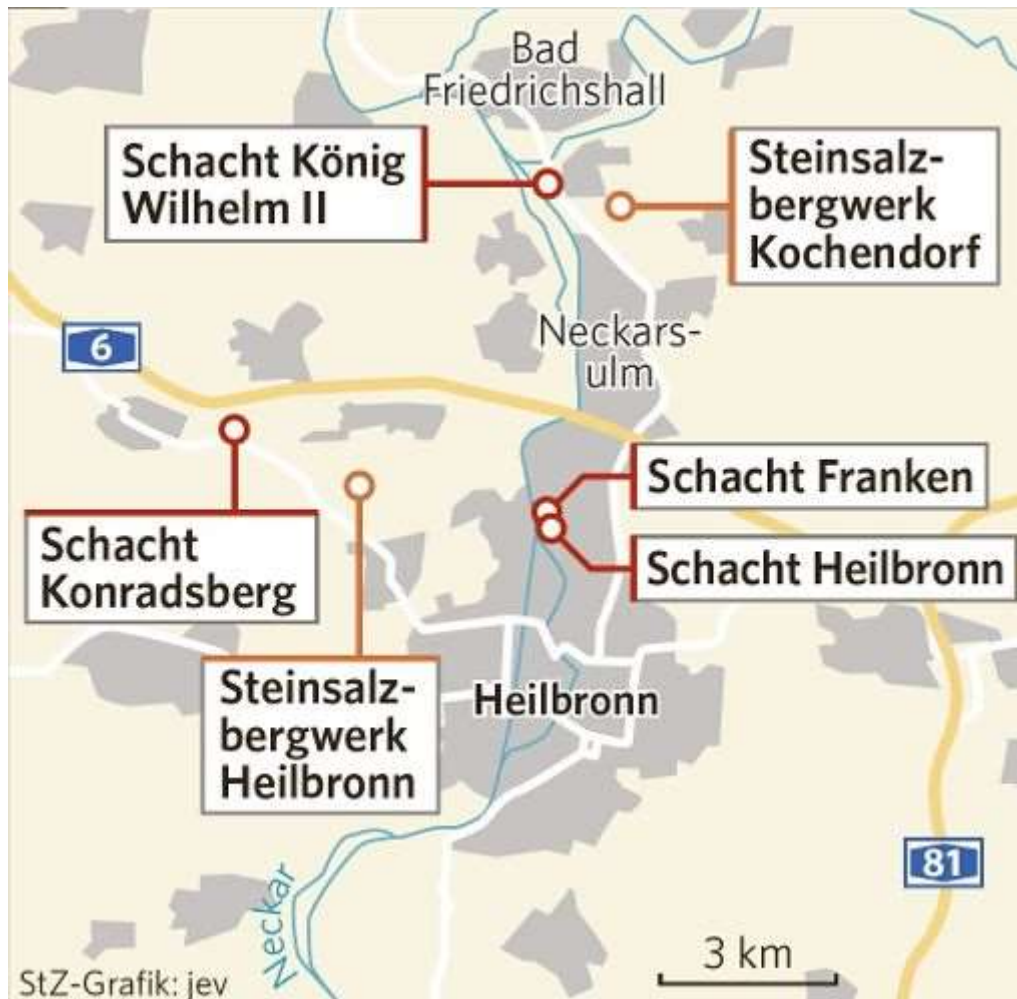 Bad
Friedrichshall
Schacht König
Wilhelm II
Steinsalz-
bergwerk
Kochendorf
Neckars-
ulm
6
Schacht Franken
Schacht
Konradsberg
Schacht Heilbronn
Steinsalz-
bergwerk
Heilbronn
Heilbronn
81
Neckar
3 km
StZ-Grafik: jev